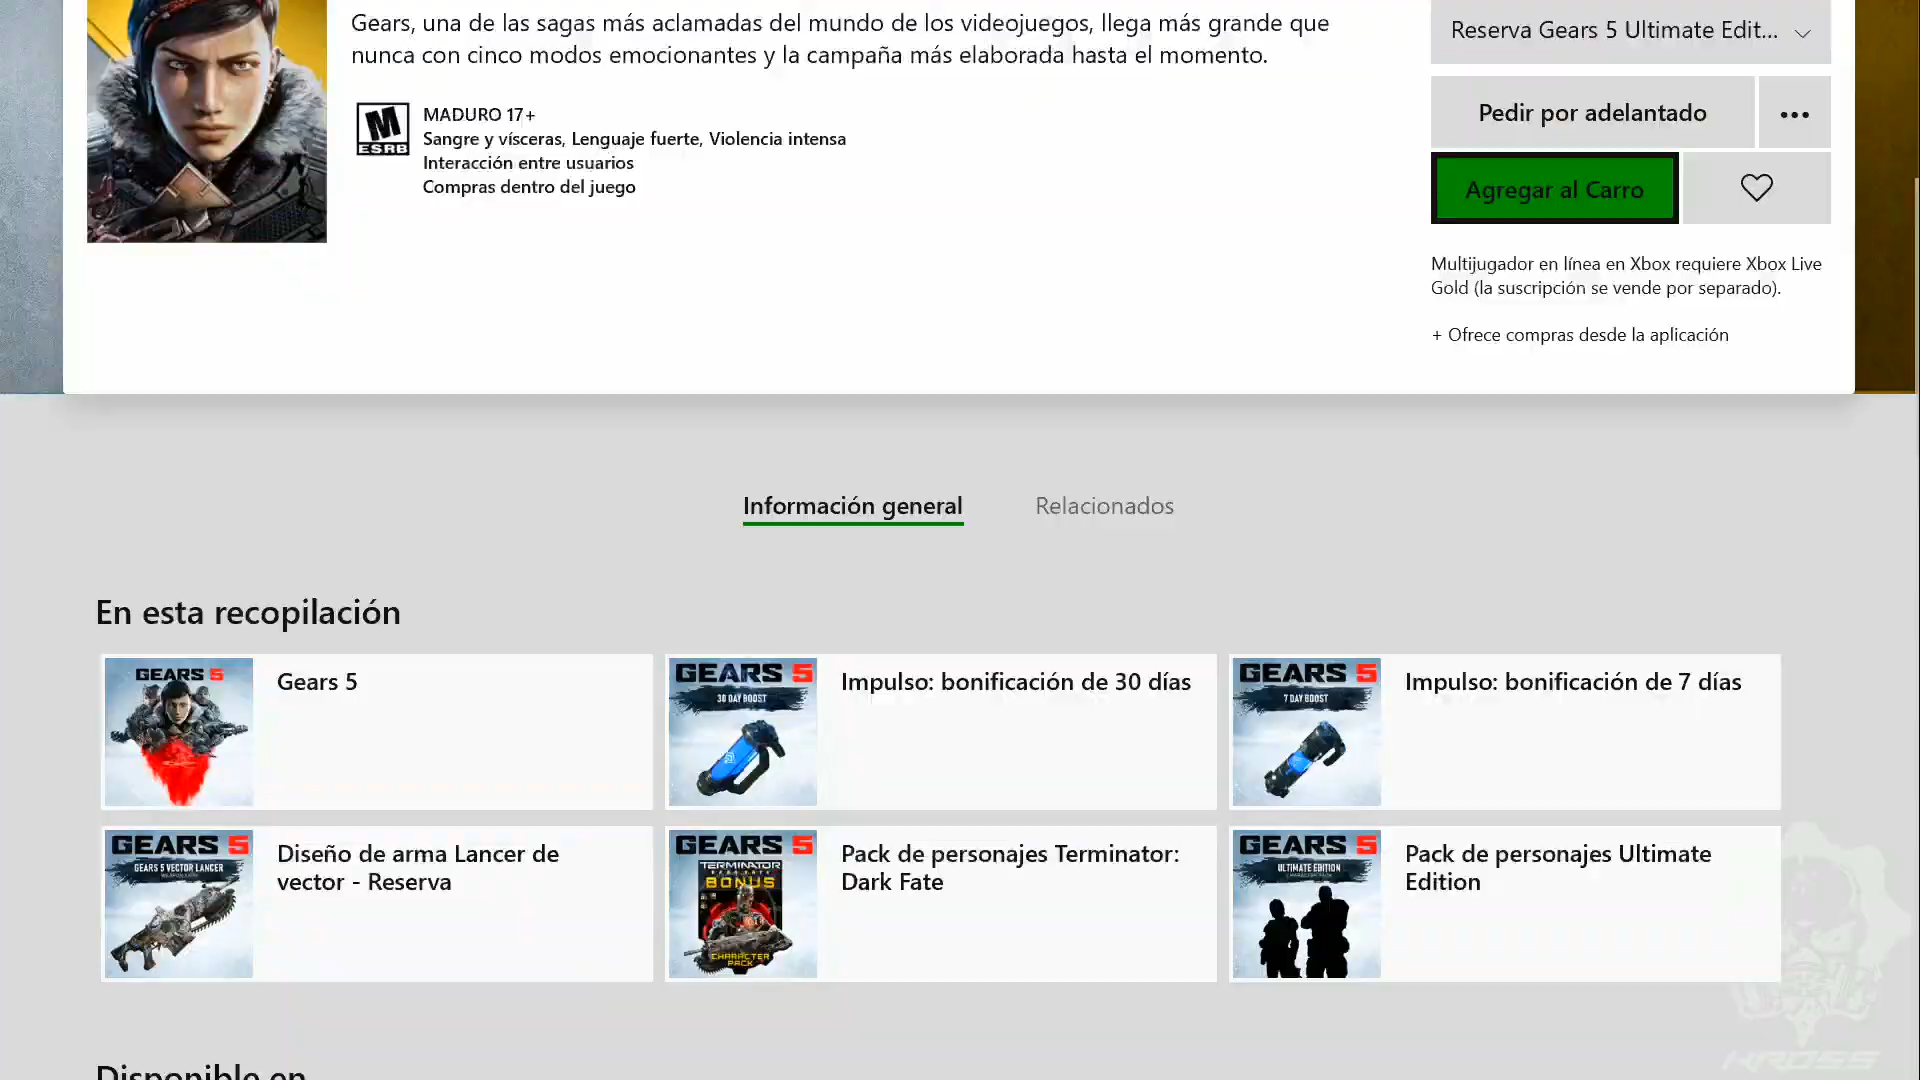 Gears, una de las sagas más aclamadas del mundo de los videojuegos, llega más grande que
nunca con cinco modos emocionantes y la campaña más elaborada hasta el momento.
M
ESRB
MADURO 17+
Sangre y vísceras, Lenguaje fuerte, Violencia intensa
Interacción entre usuarios
Compras dentro del juego
Reserva Gears 5 Ultimate Edit...
Pedir por adelantado
Agregar al Carro
Multijugador en línea en Xbox requiere Xbox Live
Gold (la suscripción se vende por separado).
+ Ofrece compras desde la aplicación
Información general
Relacionados
En esta recopilación
GEARS 5
Gears 5
GEARS 5
30 DAY BOOST
Impulso: bonificación de 30 días
GEARS 5
7 DAY BOOST
Impulso: bonificación de 7 días
GEARS 5
GEARS 5 VECTOR LANCER
Diseño de arma Lancer de
vector - Reserva
GEARS 5
TERMINATOR
DARK FATE
BONUS
CHARACTER
PACK
Pack de personajes Terminator:
Dark Fate
GEARS 5
ULTIMATE EDITION
CHARACTER PACK
Pack de personajes Ultimate
Edition
KROSS
Disponible en